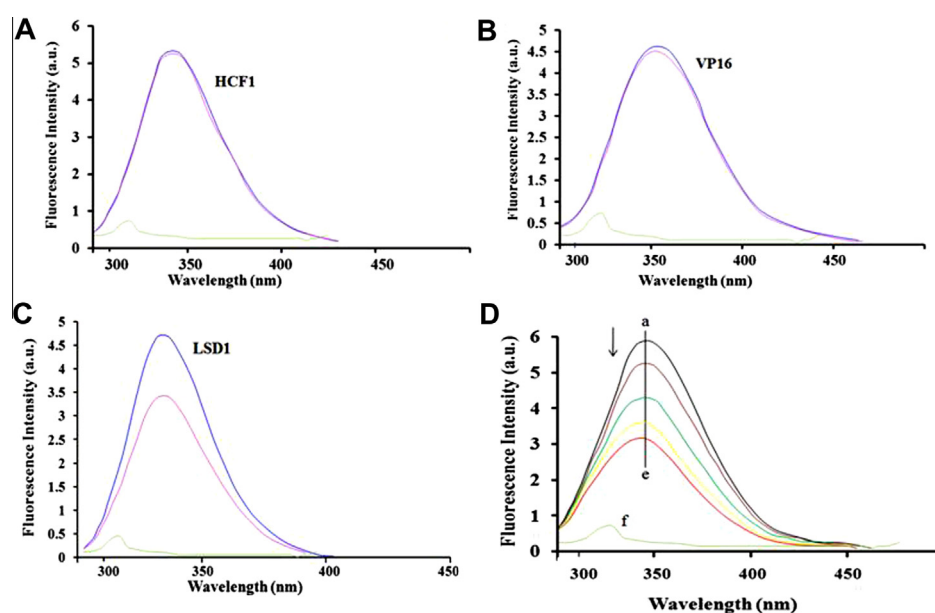 A
Fluorescence Intensity (a.u.)
6
5
4
3
2
1
0
HCF1
300
350
400
450
Wavelength (nm)
B
Fluorescence Intensity (a.u.)
5
4.5
4
3.5
3
2.5
2
1.5
1
0.5
0
VP16
300
350
400
450
Wavelength (nm)
C
Fluorescence Intensity (a.u.)
5
4.5
4
3.5
3
2.5
2
1.5
1
0.5
0
LSD1
300
350
400
450
Wavelength (nm)
D
Fluorescence Intensity (a.u.)
6
5
4
3
2
1
0
a
e
f
300
350
400
450
Wavelength (nm)